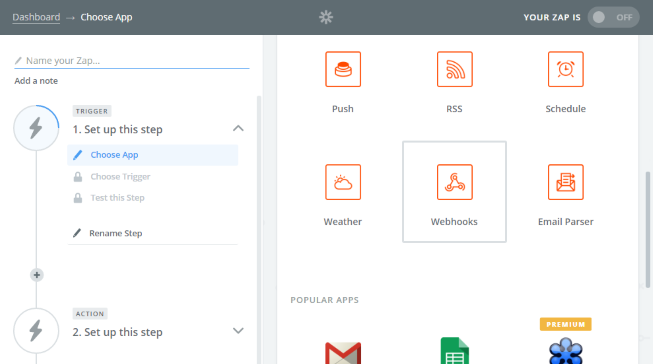 Dashboard → Choose App
YOUR ZAP IS OFF
Name your Zap...
Add a note
TRIGGER
1. Set up this step
Choose App
Choose Trigger
Test this Step
Rename Step
ACTION
2. Set up this step
Push RSS Schedule
Weather Webhooks Email Parser
POPULAR APPS
PREMIUM